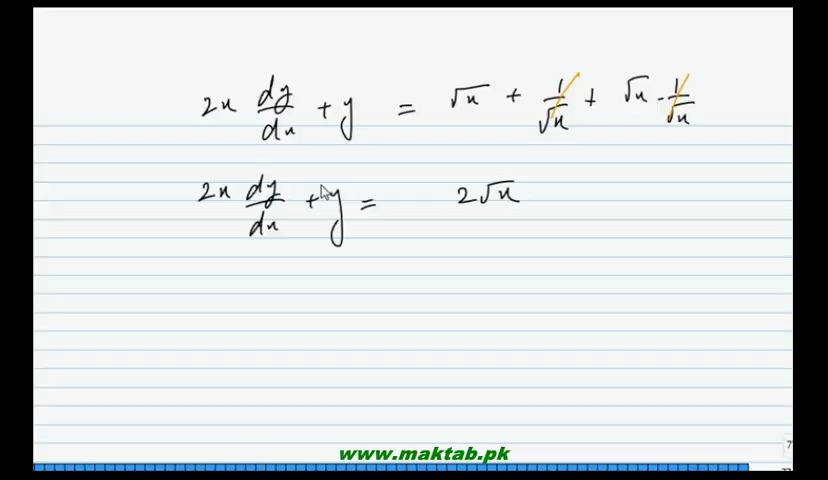 2x dy/dx + y = √x + 1/√x + √x - 1/√x
2x dy/dx + y = 2√x
www.maktab.pk